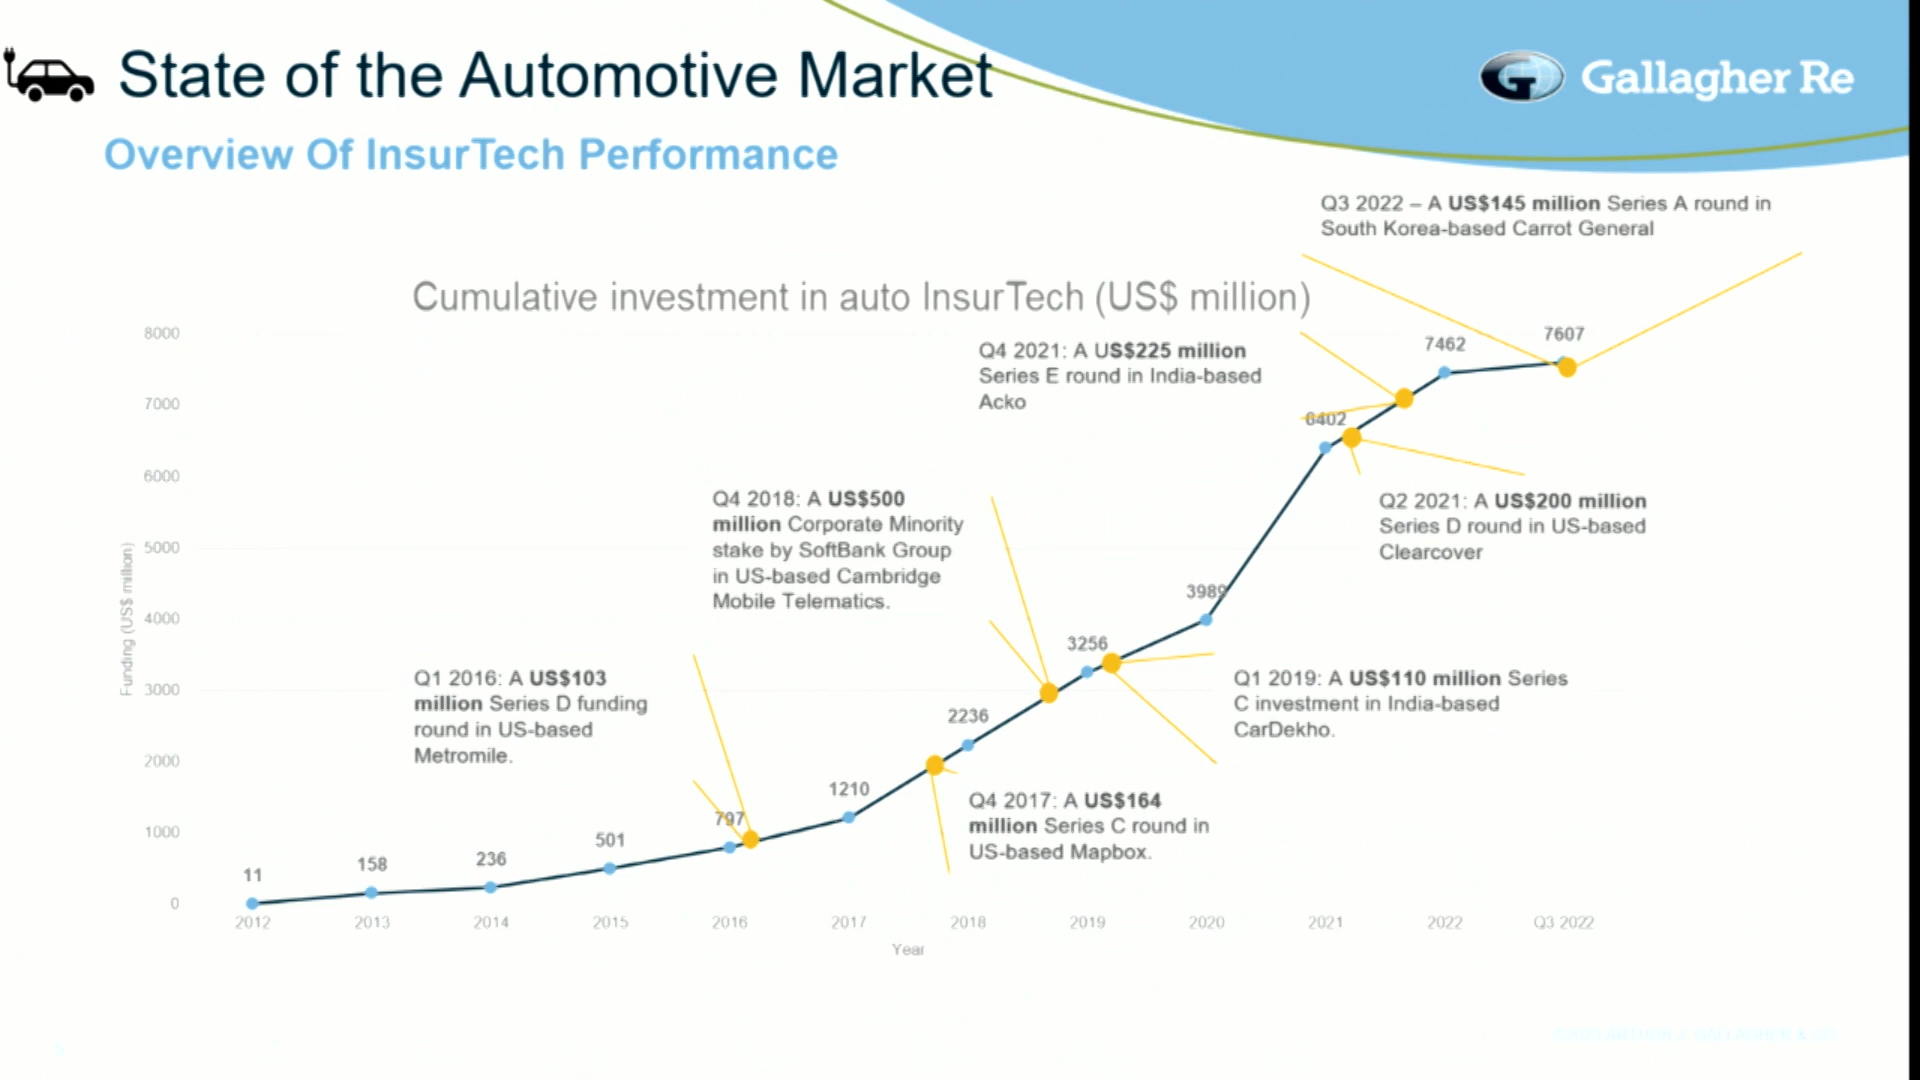 State of the Automotive Market
Gallagher Re
Overview Of InsurTech Performance
Q3 2022 – A US$145 million Series A round in
South Korea-based Carrot General
Cumulative investment in auto InsurTech (US$ million)
Q4 2021: A US$225 million
Series E round in India-based
Acko
Q2 2021: A US$200 million
Series D round in US-based
Clearcover
Q4 2018: A US$500
million Corporate Minority
stake by SoftBank Group
in US-based Cambridge
Mobile Telematics.
Q1 2016: A US$103
million Series D funding
round in US-based
Metromile.
Q1 2019: A US$110 million Series
C investment in India-based
CarDekho.
Q4 2017: A US$164
million Series C round in
US-based Mapbox.
Funding (US$ million)
8000
7000
6000
5000
4000
3000
2000
1000
0
11
158
236
501
797
1210
2236
3256
3989
6402
7462
7607
2012
2013
2014
2015
2016
2017
2018
2019
2020
2021
2022
Q3 2022
Year